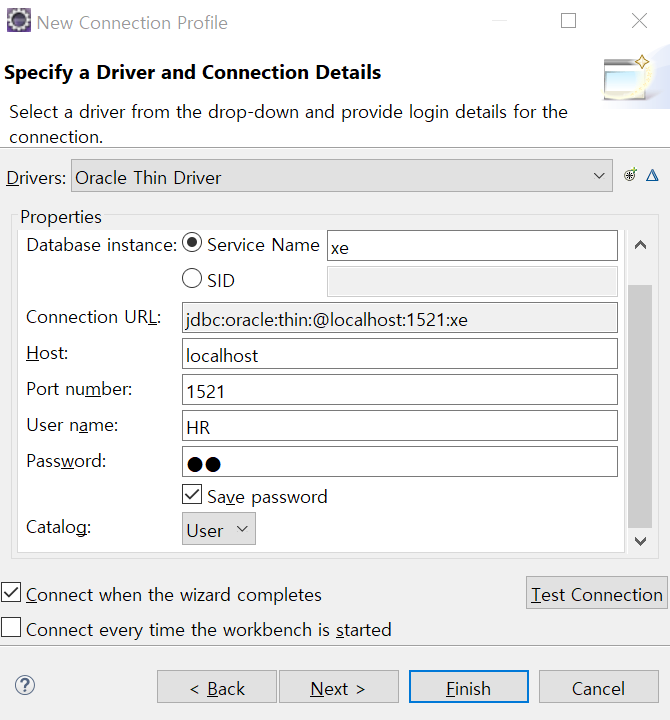 New Connection Profile
Specify a Driver and Connection Details
Select a driver from the drop-down and provide login details for the
connection.
Drivers: Oracle Thin Driver
Properties
Database instance: Service Name xe
SID
Connection URL: jdbc:oracle:thin:@localhost:1521:xe
Host: localhost
Port number: 1521
User name: HR
Password: ●●
Save password
Catalog: User
Connect when the wizard completes Test Connection
Connect every time the workbench is started
? < Back Next > Finish Cancel